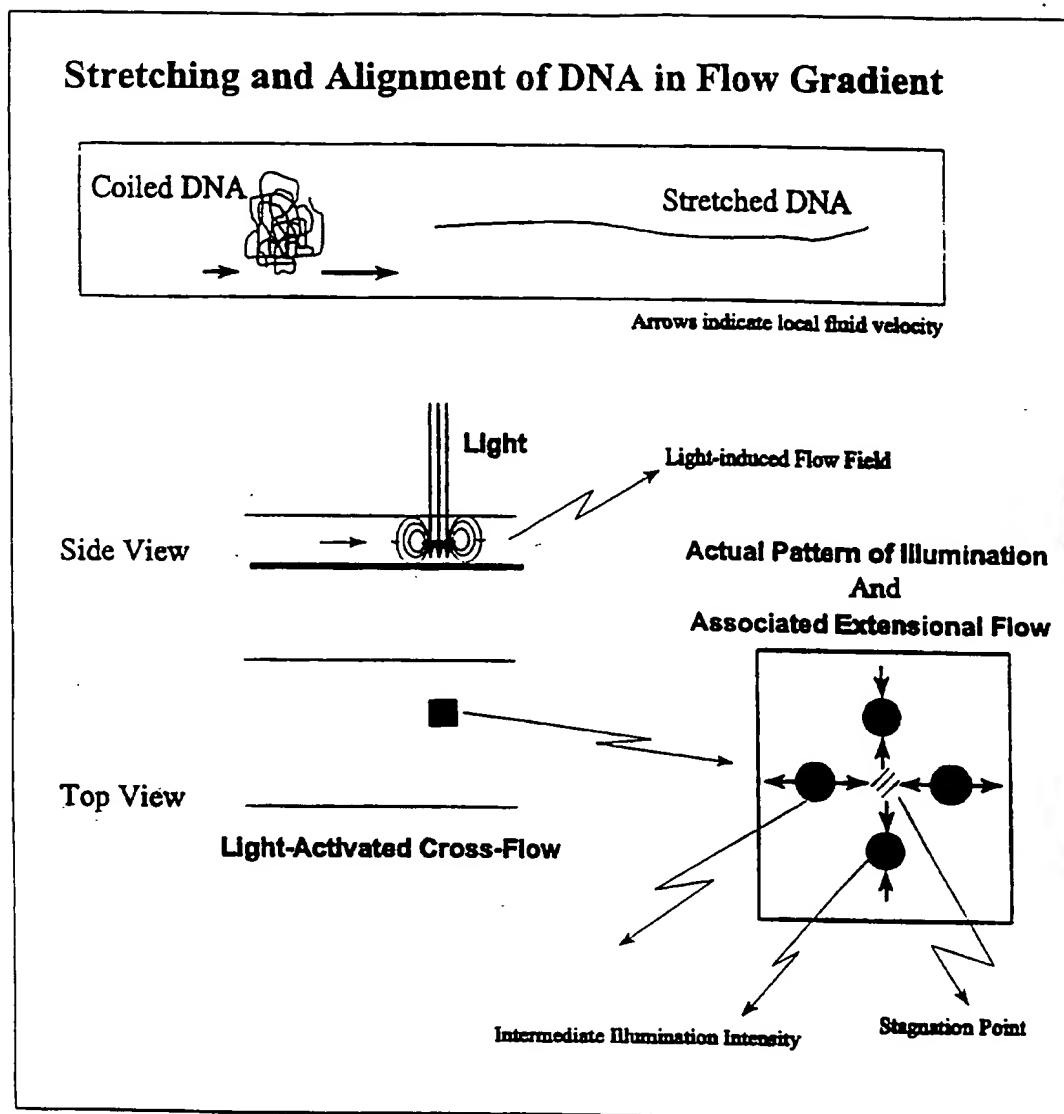 Stretching and Alignment of DNA in Flow Gradient
Coiled DNA
Stretched DNA
Arrows indicate local fluid velocity
Light
Light-induced Flow Field
Side View
Actual Pattern of Illumination
And
Associated Extensional Flow
Top View
Light-Activated Cross-Flow
Intermediate Illumination Intensity
Stagnation Point